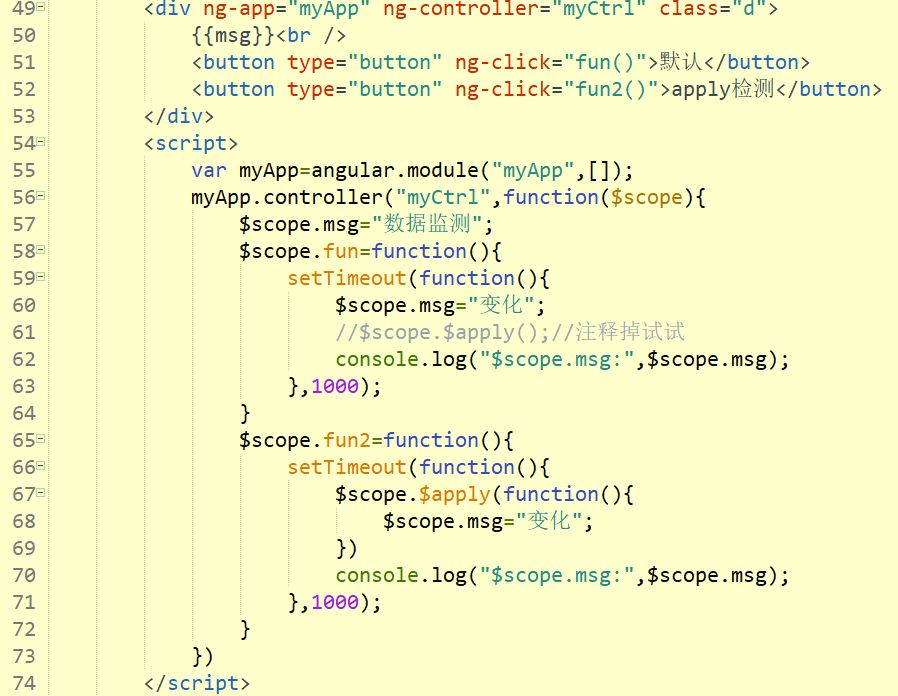 49 <div ng-app="myApp" ng-controller="myCtrl" class="d">
50 {{msg}}<br />
51 <button type="button" ng-click="fun()">默认</button>
52 <button type="button" ng-click="fun2()">apply检测</button>
53 </div>
54 <script>
55 var myApp=angular.module("myApp",[]);
56 myApp.controller("myCtrl",function($scope){
57 $scope.msg="数据监测";
58 $scope.fun=function(){
59 setTimeout(function(){
60 $scope.msg="变化";
61 //$scope.$apply();//注释掉试试
62 console.log("$scope.msg:",$scope.msg);
63 },1000);
64 }
65 $scope.fun2=function(){
66 setTimeout(function(){
67 $scope.$apply(function(){
68 $scope.msg="变化";
69 })
70 console.log("$scope.msg:",$scope.msg);
71 },1000);
72 }
73 })
74 </script>